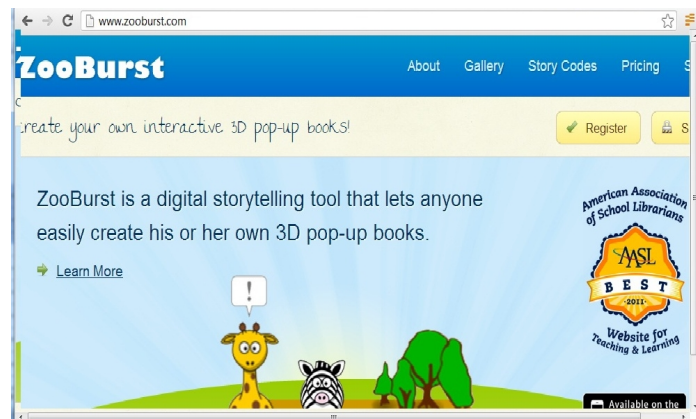 www.zooburst.com
ZooBurst
About Gallery Story Codes Pricing S
create your own interactive 3D pop-up books!
Register S
ZooBurst is a digital storytelling tool that lets anyone
easily create his or her own 3D pop-up books.
Learn More
!
American Association
of School Librarians
AASL
BEST
·2011·
Website for
Teaching & Learning
Available on the